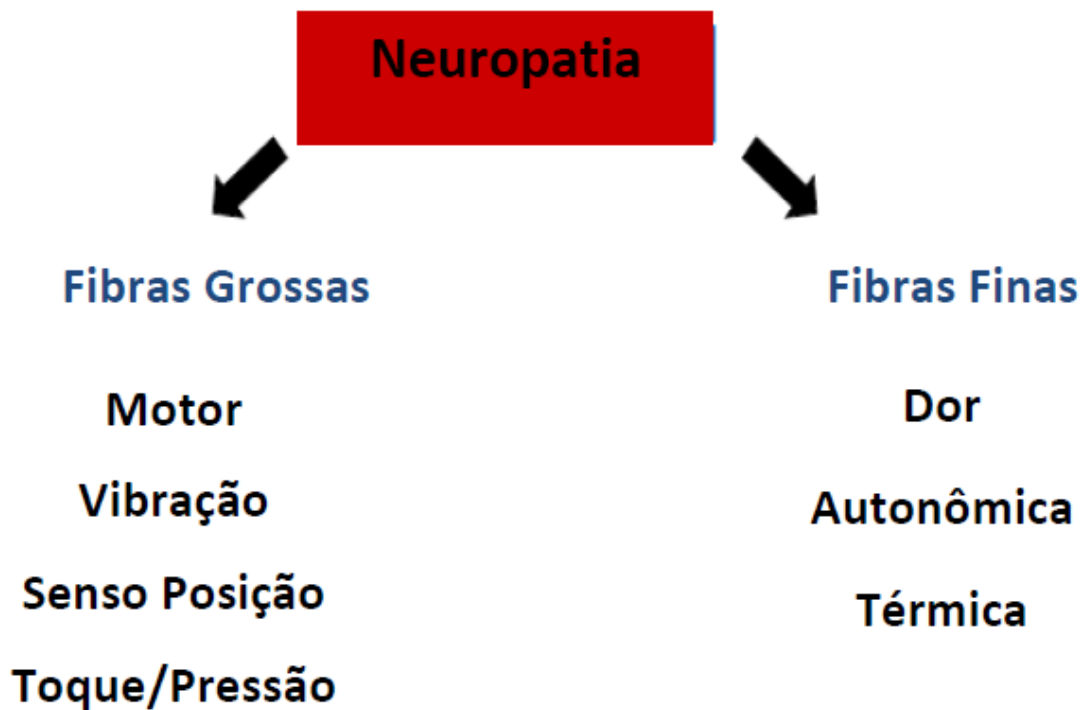 Neuropatia
Fibras Grossas
Motor
Vibração
Senso Posição
Toque/Pressão
Fibras Finas
Dor
Autonômica
Térmica